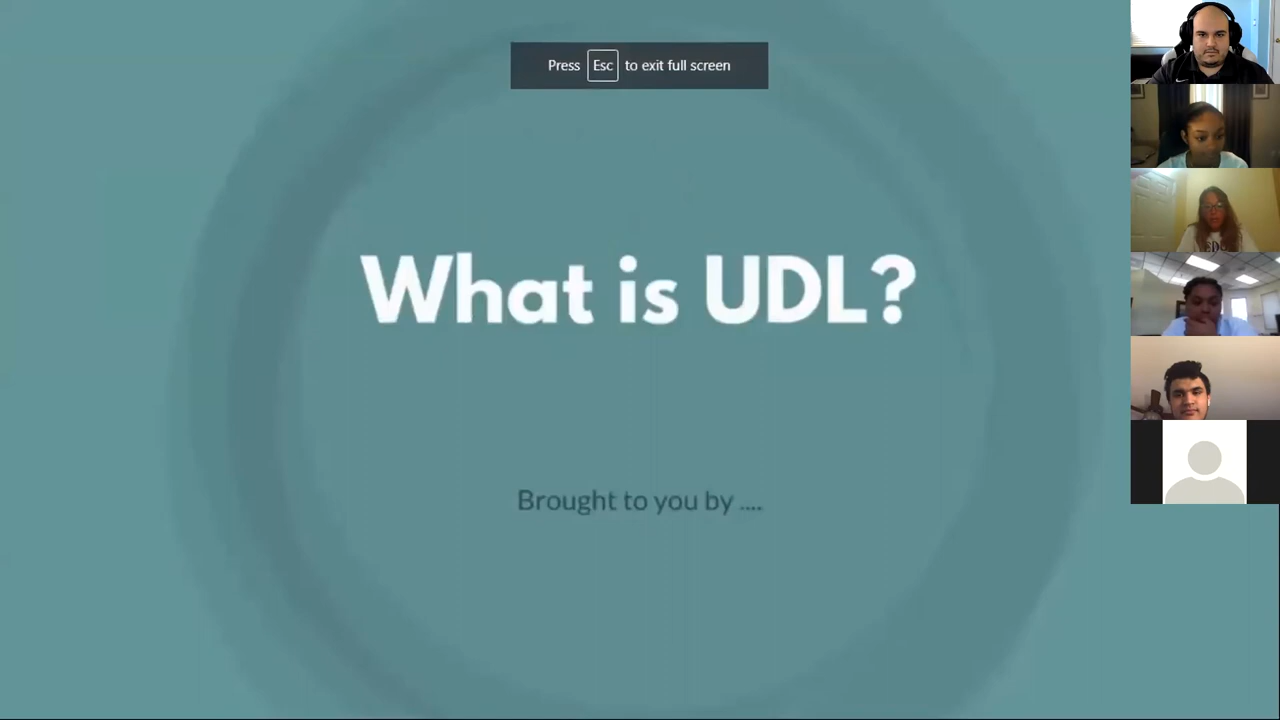 Press Esc to exit full screen
What is UDL?
Brought to you by ....